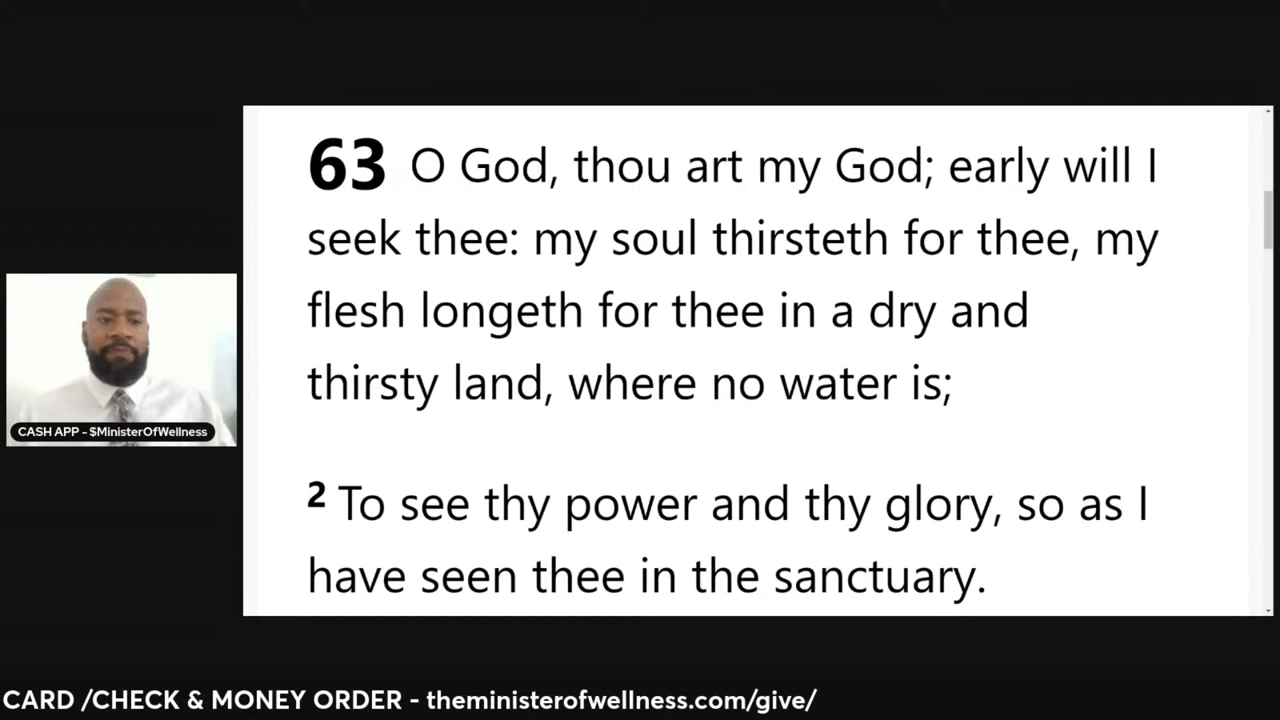 63 O God, thou art my God; early will I
seek thee: my soul thirsteth for thee, my
flesh longeth for thee in a dry and
thirsty land, where no water is;
2 To see thy power and thy glory, so as I
have seen thee in the sanctuary.
CASH APP - $MinisterOfWellness
CARD /CHECK & MONEY ORDER - theministerofwellness.com/give/